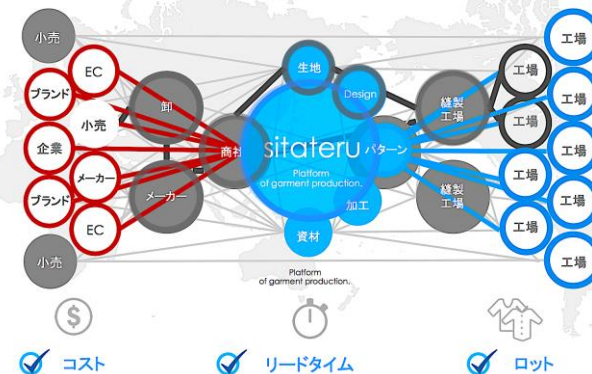 小売
EC
ブランド
小売
企業
メーカー
ブランド
EC
小売
卸
メーカー
商社
生地
Design
sitateru
Platform
of garment production.
パターン
加工
資材
Platform
of garment production.
縫製
工場
縫製
工場
工場
工場
工場
工場
工場
工場
工場
工場
工場
$
コスト
リードタイム
ロット